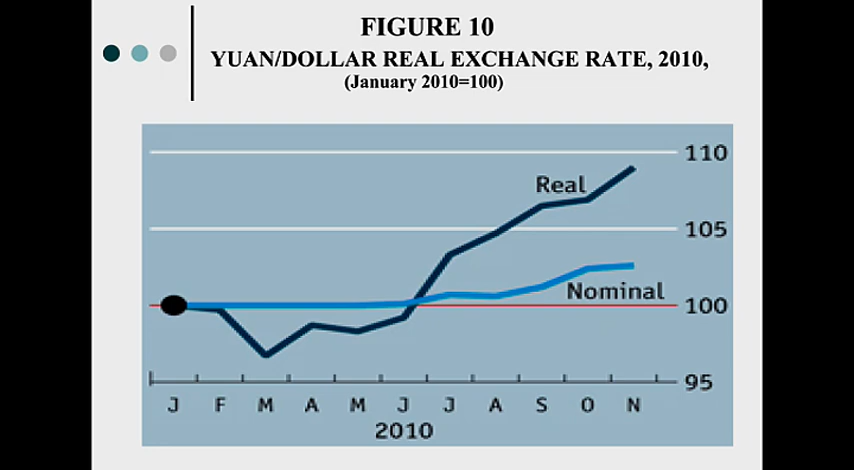 FIGURE 10
YUAN/DOLLAR REAL EXCHANGE RATE, 2010,
(January 2010=100)
110
Real
105
Nominal
100
95
J F M A M J J A S O N
2010